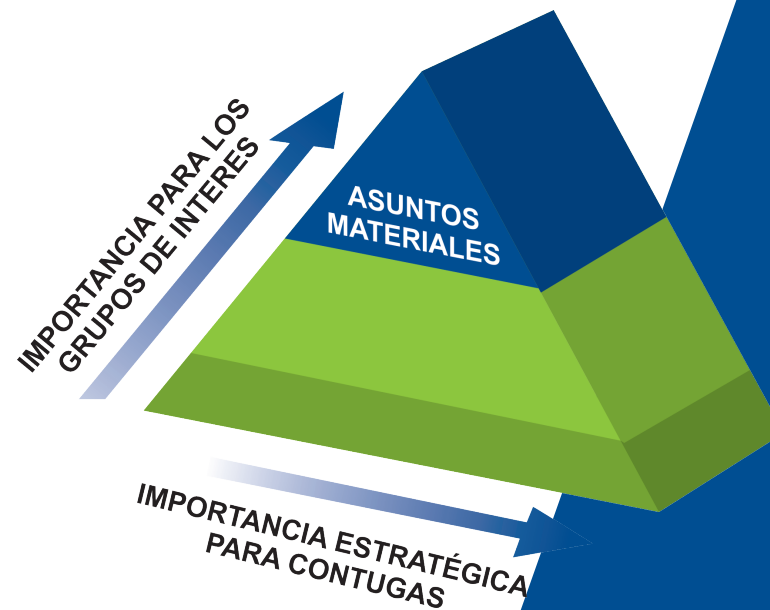 IMPORTANCIA PARA LOS
GRUPOS DE INTERES
ASUNTOS
MATERIALES
IMPORTANCIA ESTRATÉGICA
PARA CONTUGAS